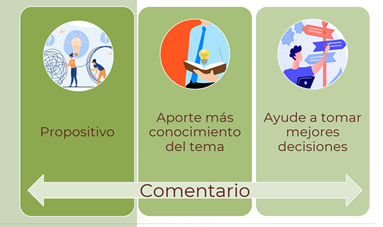 Propositivo
Aporte más
conocimiento
del tema
Ayude a tomar
mejores
decisiones
Comentario